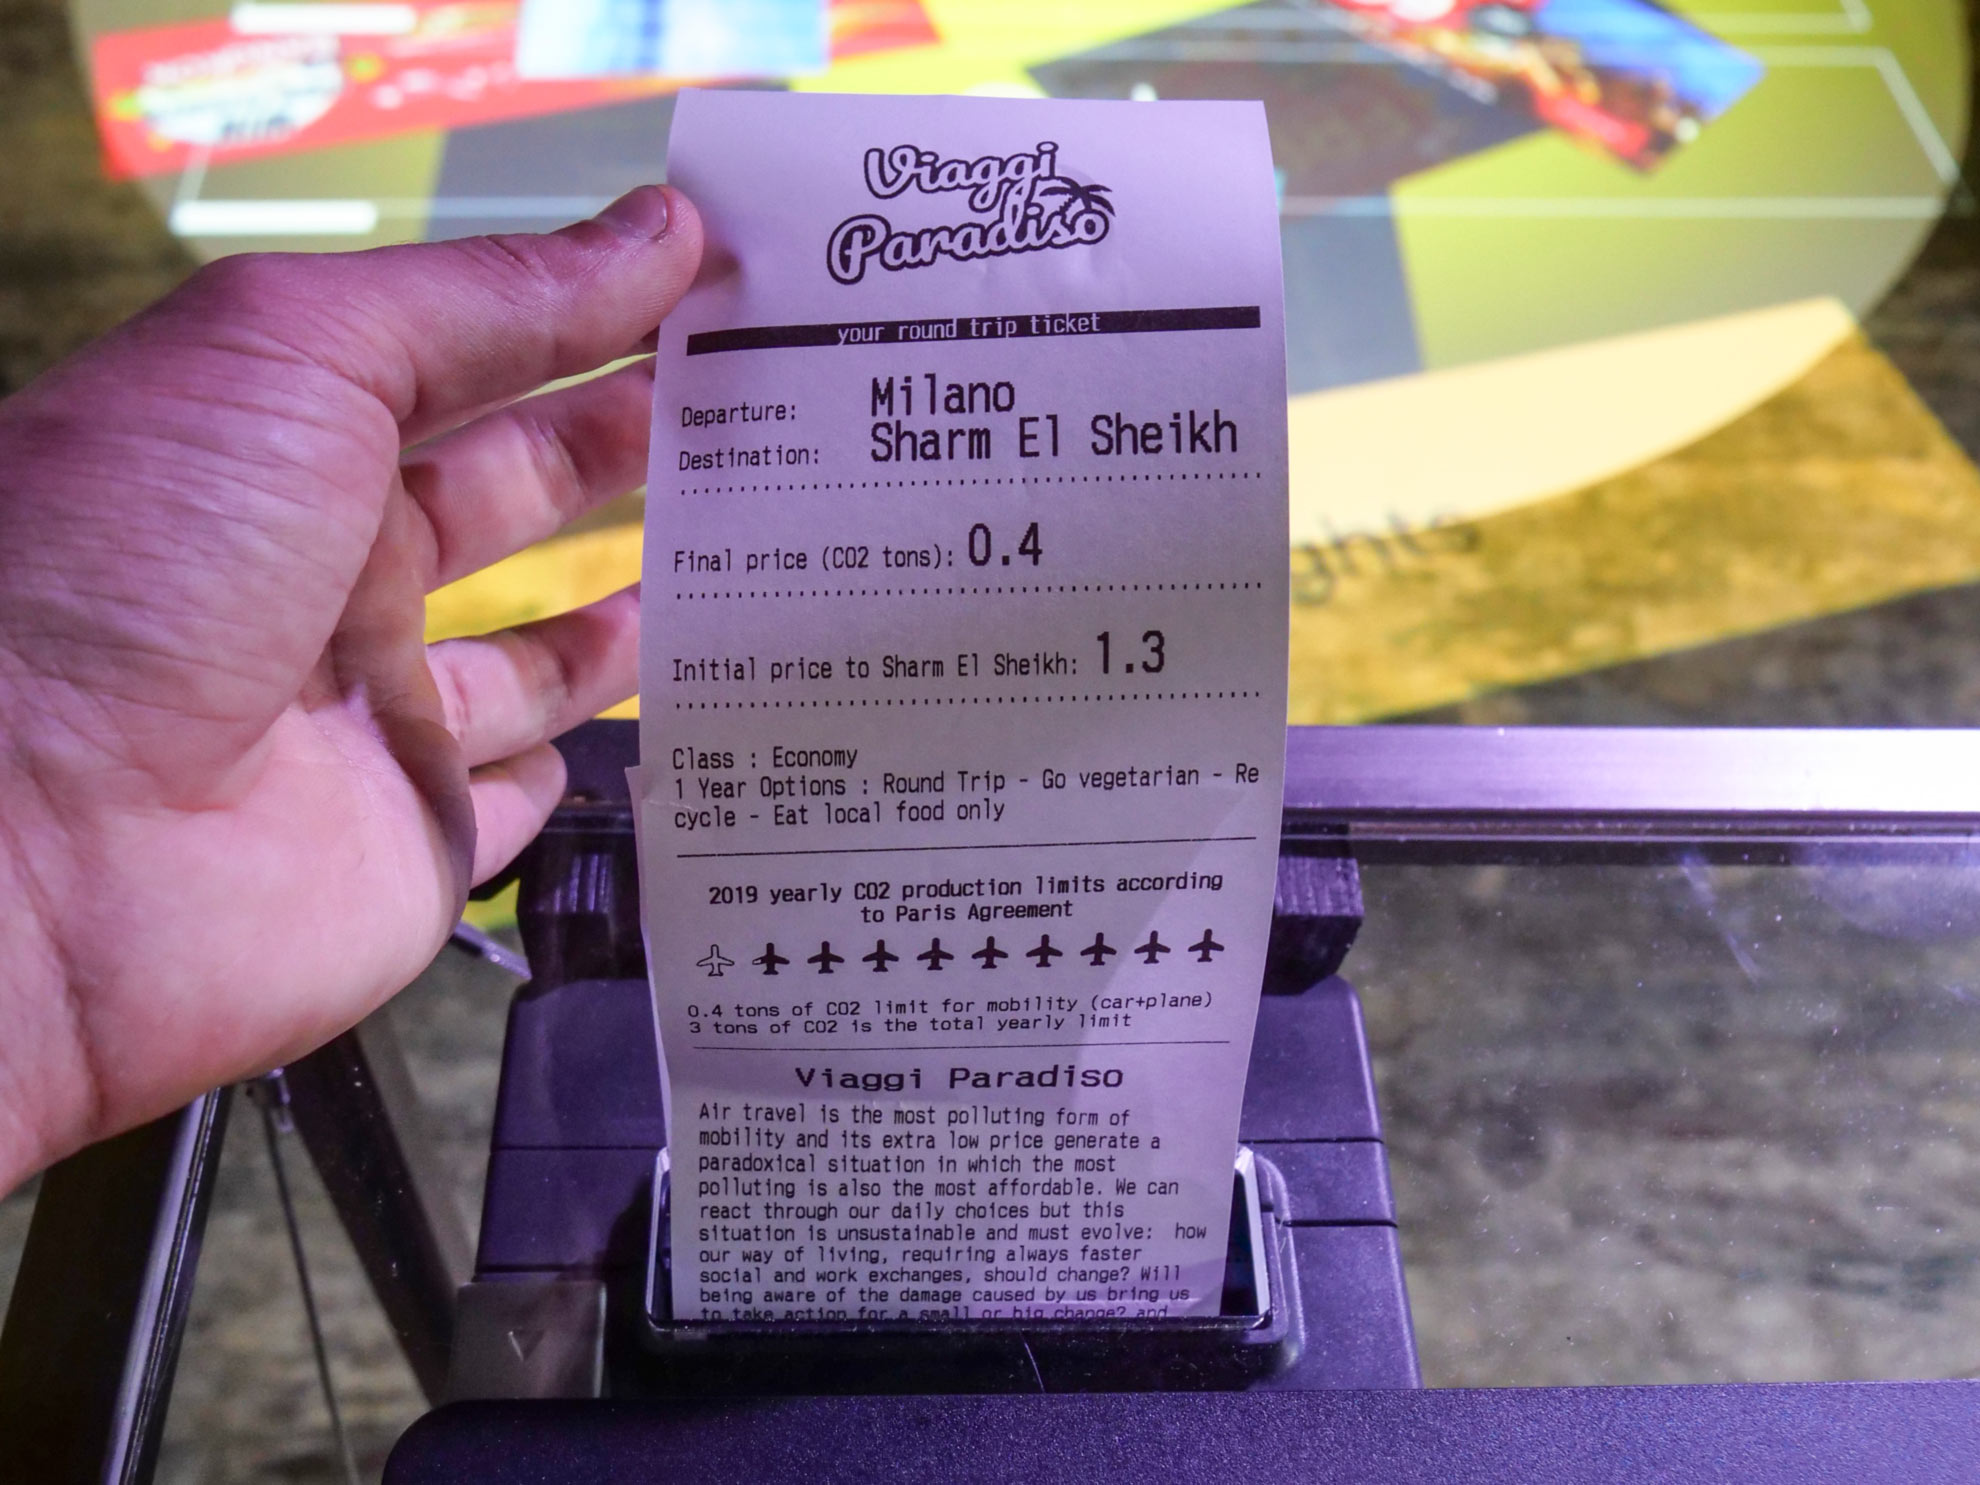 Viaggi
Paradiso
your round trip ticket
Departure: Milano
Destination: Sharm El Sheikh
Final price (CO2 tons): 0.4
Initial price to Sharm El Sheikh: 1.3
Class : Economy
1 Year Options : Round Trip - Go vegetarian - Re
cycle - Eat local food only
2019 yearly CO2 production limits according
to Paris Agreement
0.4 tons of CO2 limit for mobility (car+plane)
3 tons of CO2 is the total yearly limit
Viaggi Paradiso
Air travel is the most polluting form of
mobility and its extra low price generate a
paradoxical situation in which the most
polluting is also the most affordable. We can
react through our daily choices but this
situation is unsustainable and must evolve: how
our way of living, requiring always faster
social and work exchanges, should change? Will
being aware of the damage caused by us bring us
to take action for a small or big change? and
ghts